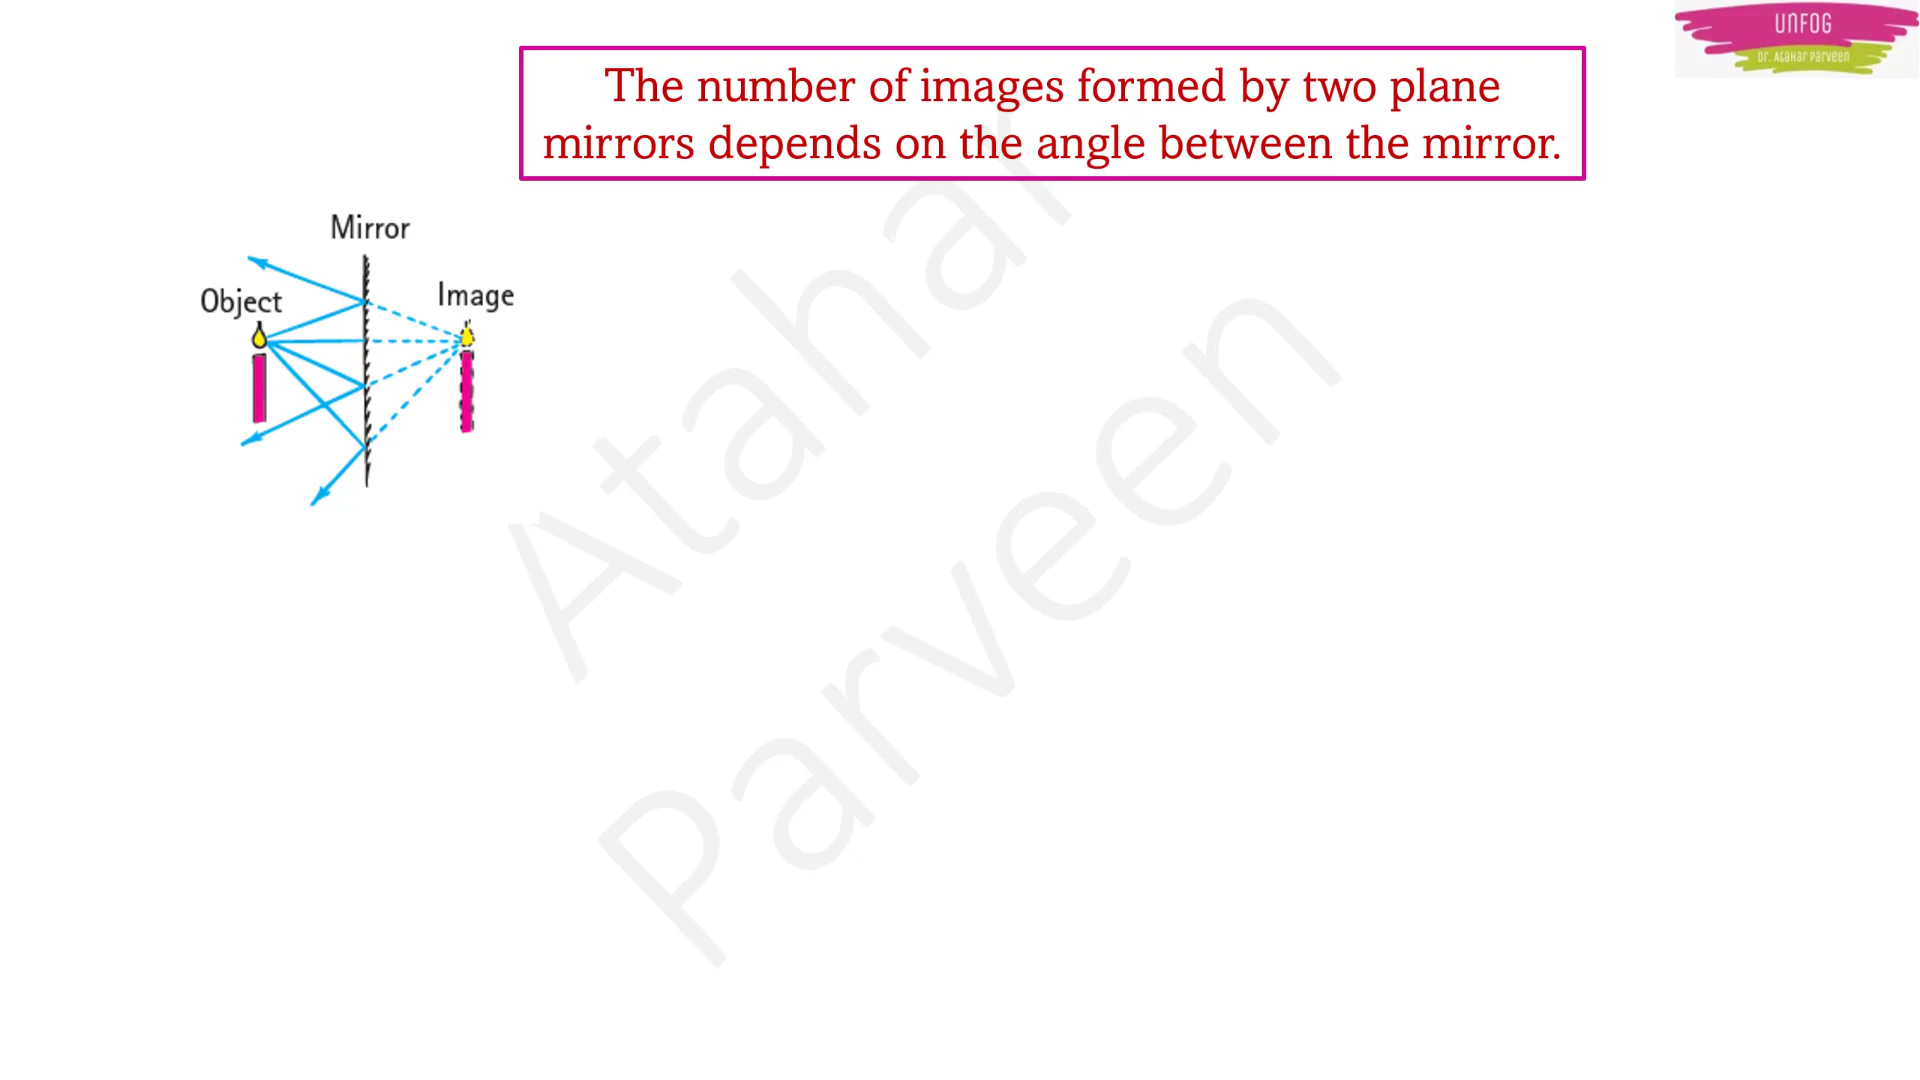 UNFOG
Dr. Atahar Parveen
The number of images formed by two plane
mirrors depends on the angle between the mirror.
Mirror
Object
Image
Atahar
Parveen